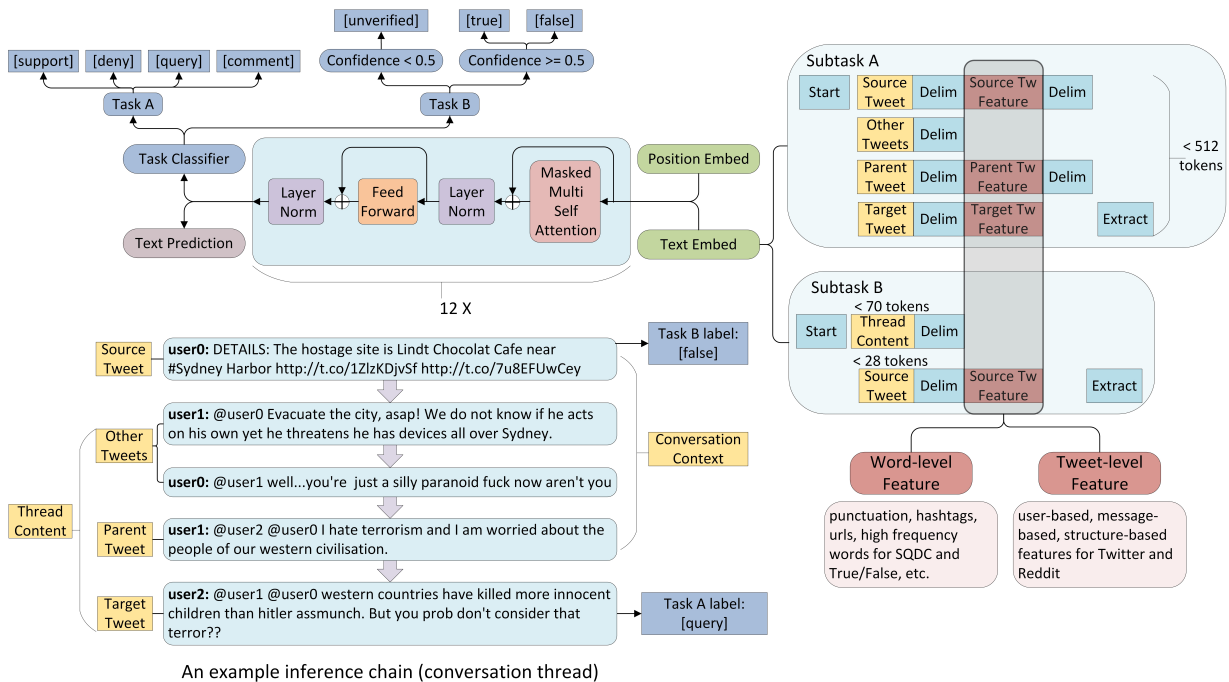 [unverified]
[true]
[false]
[support]
[deny]
[query]
[comment]
Confidence < 0.5
Confidence >= 0.5
Task A
Task B
Task Classifier
Text Prediction
Layer
Norm
Feed
Forward
Layer
Norm
Masked
Multi
Self
Attention
Position Embed
Text Embed
12 X
Subtask A
Start
Source
Tweet
Delim
Source Tw
Feature
Delim
Other
Tweets
Delim
Parent
Tweet
Delim
Parent Tw
Feature
Delim
Target
Tweet
Delim
Target Tw
Feature
Extract
< 512
tokens
Subtask B
< 70 tokens
Start
Thread
Content
Delim
< 28 tokens
Source
Tweet
Delim
Source Tw
Feature
Extract
Word-level
Feature
Tweet-level
Feature
punctuation, hashtags,
urls, high frequency
words for SQDC and
True/False, etc.
user-based, message-
based, structure-based
features for Twitter and
Reddit
Source
Tweet
user0: DETAILS: The hostage site is Lindt Chocolat Cafe near
#Sydney Harbor http://t.co/1ZlzKDjvSf http://t.co/7u8EFUwCey
Task B label:
[false]
Other
Tweets
user1: @user0 Evacuate the city, asap! We do not know if he acts
on his own yet he threatens he has devices all over Sydney.
user0: @user1 well...you're just a silly paranoid fuck now aren't you
Conversation
Context
Thread
Content
Parent
Tweet
user1: @user2 @user0 I hate terrorism and I am worried about the
people of our western civilisation.
Target
Tweet
user2: @user1 @user0 western countries have killed more innocent
children than hitler assmunch. But you prob don't consider that
terror??
Task A label:
[query]
An example inference chain (conversation thread)